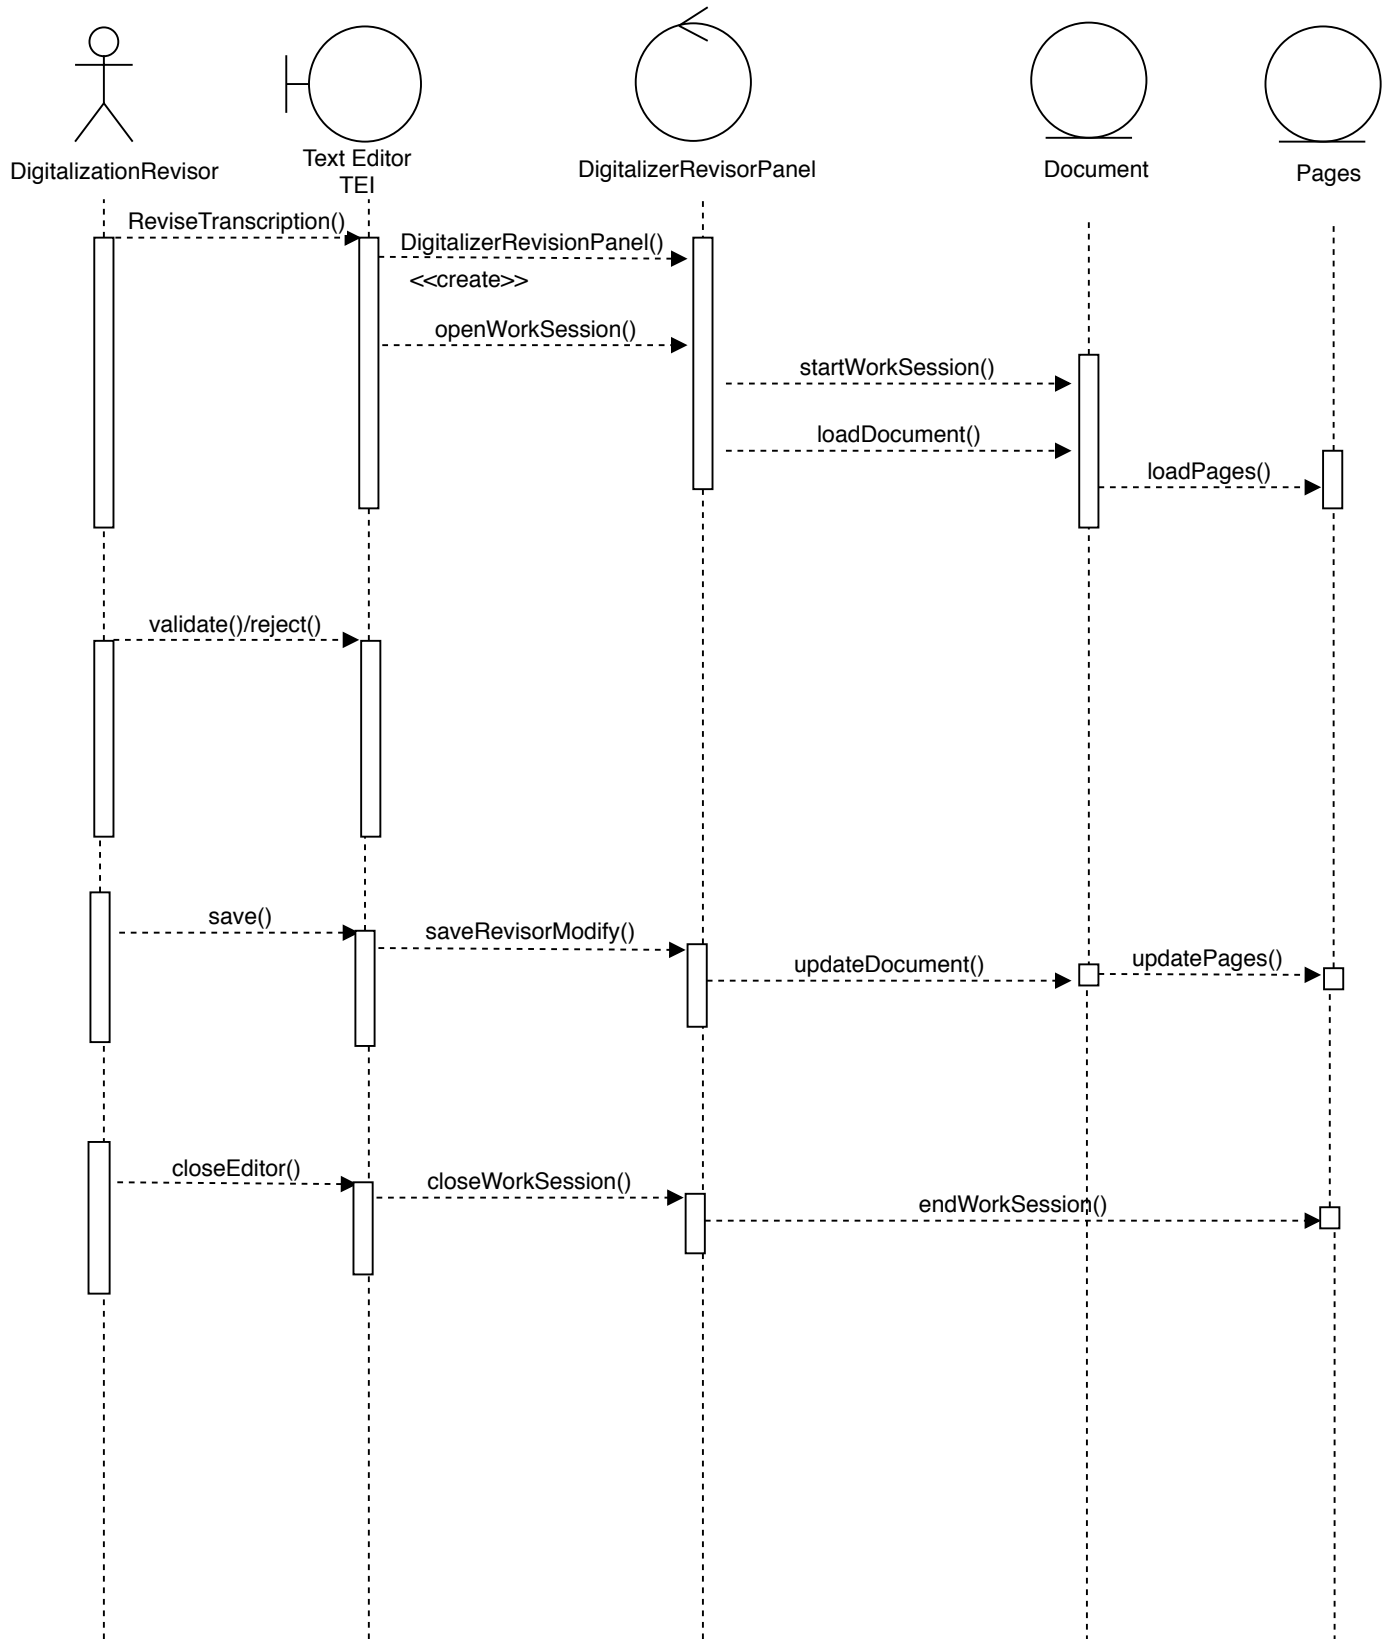 DigitalizationRevisor
Text Editor
TEI
DigitalizerRevisorPanel
Document
Pages
ReviseTranscription()
DigitalizerRevisionPanel()
<<create>>
openWorkSession()
startWorkSession()
loadDocument()
loadPages()
validate()/reject()
save()
saveRevisorModify()
updateDocument()
updatePages()
closeEditor()
closeWorkSession()
endWorkSession()